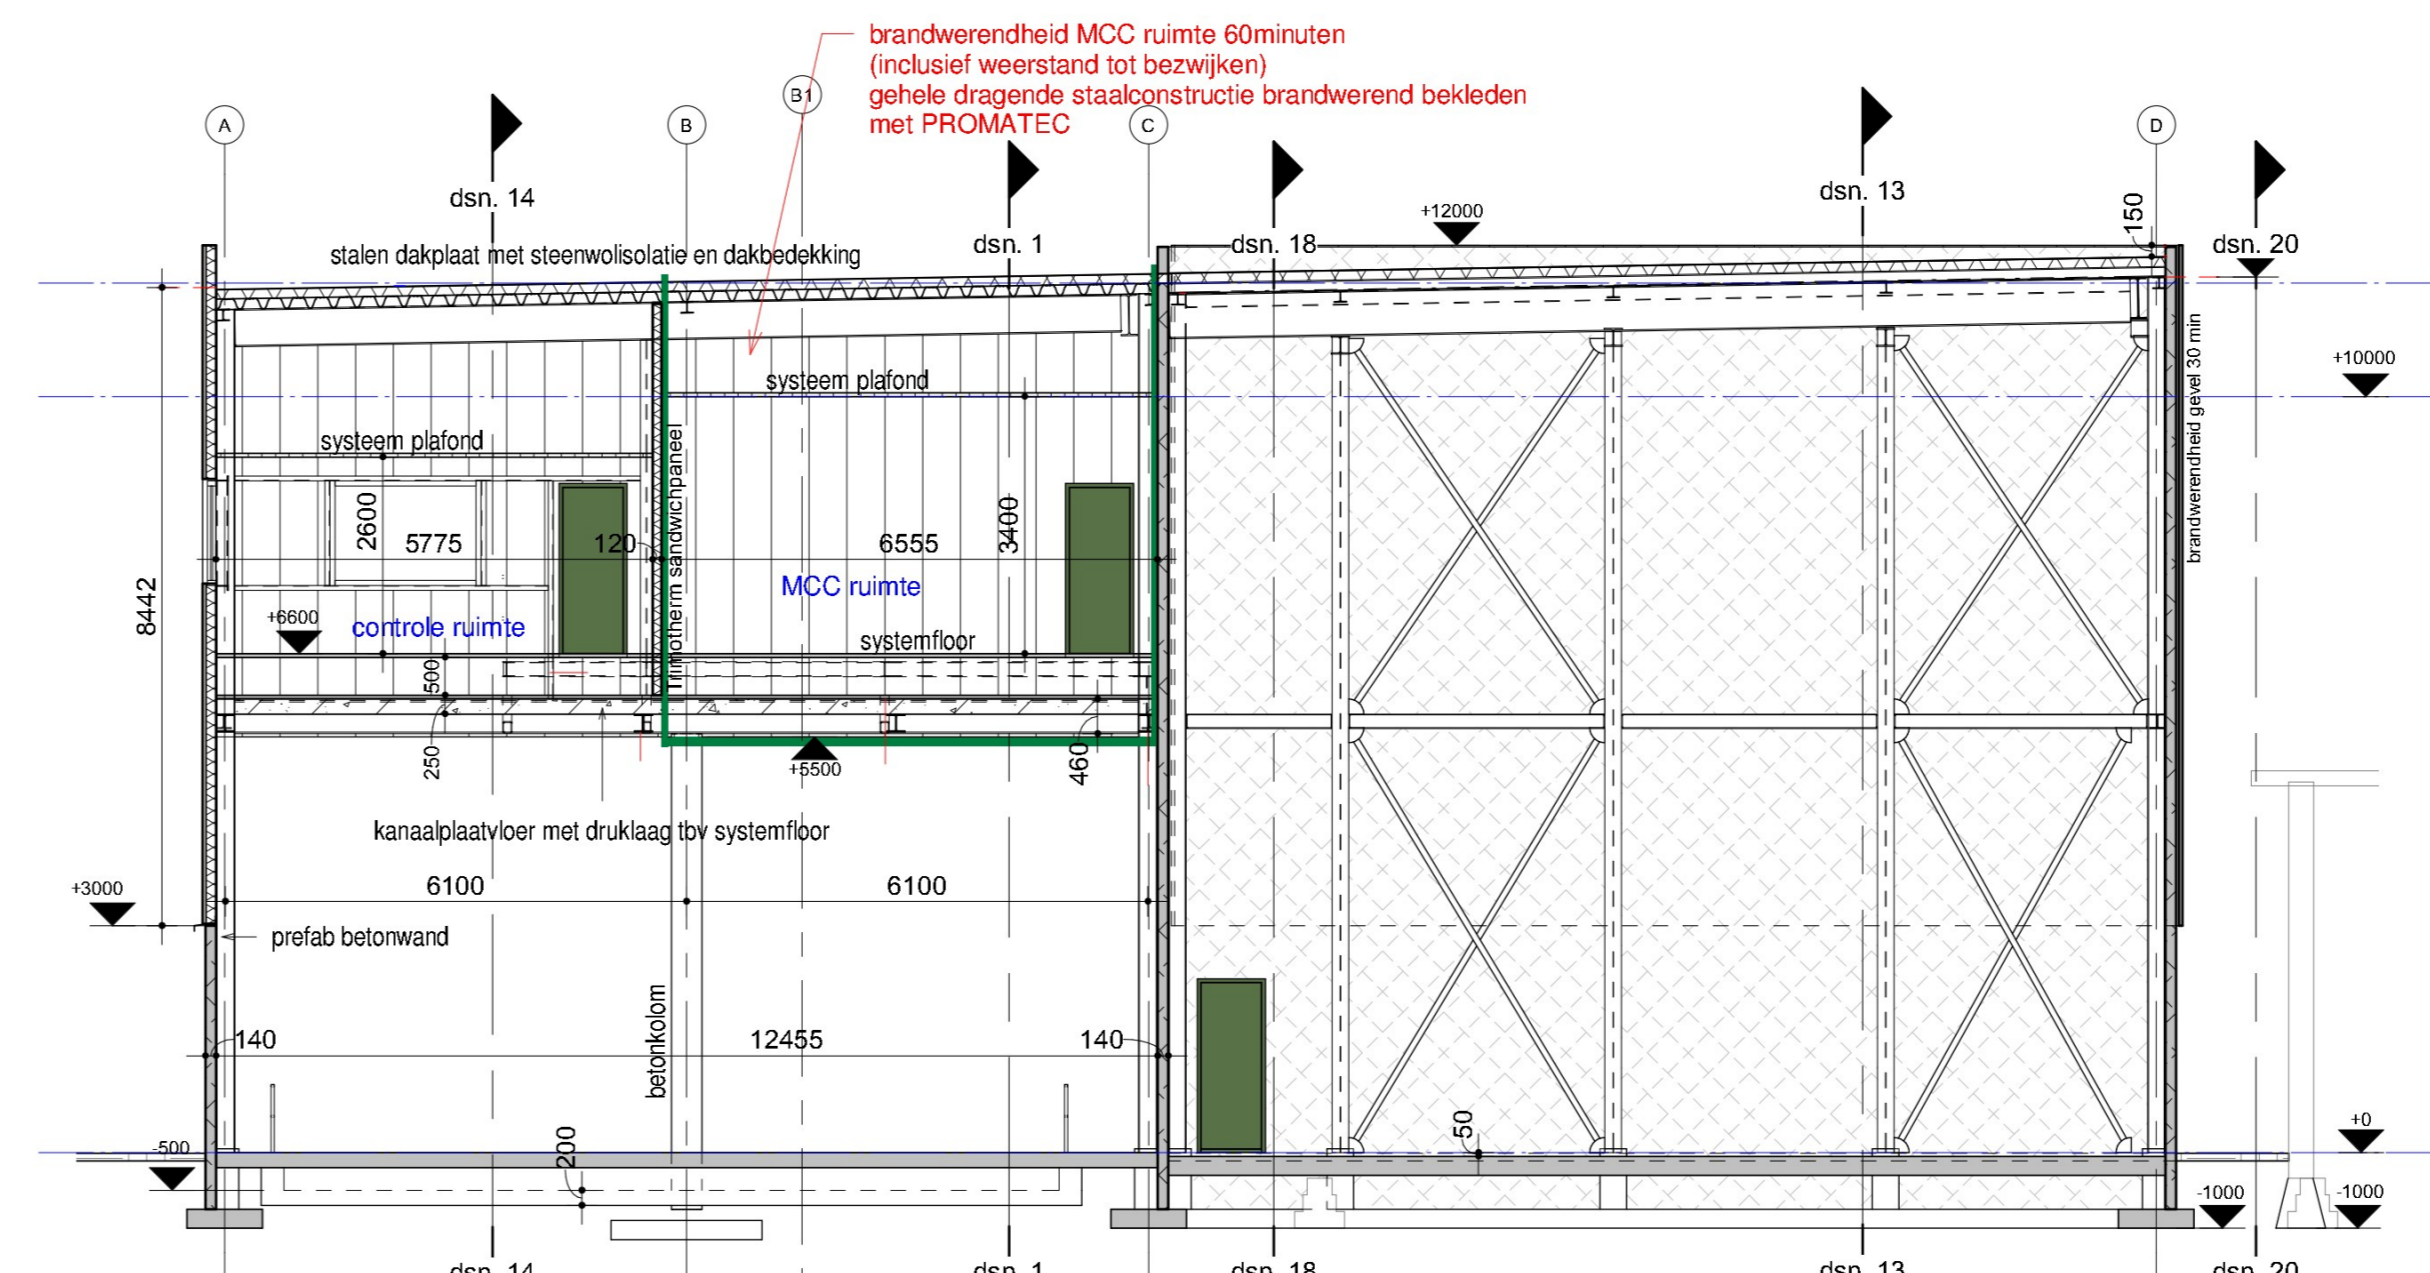 brandwerendheid MCC ruimte 60minuten
(inclusief weerstand tot bezwijken)
gehele dragende staalconstructie brandwerend bekleden
met PROMATEC
A
B
B1
C
D
dsn. 14
dsn. 1
dsn. 18
dsn. 13
dsn. 20
+12000
150
stalen dakplaat met steenwolisolatie en dakbedekking
+10000
brandwerendheid gevel 30 min
systeem plafond
systeem plafond
Trimotherm sandwichpaneel
2600
5775
120
6555
3400
8442
MCC ruimte
+6600
controle ruimte
systemfloor
500
250
460
+5500
kanaalplaatvloer met druklaag tbv systemfloor
+3000
6100
6100
prefab betonwand
betonkolom
140
12455
140
50
200
-500
+0
-1000
-1000
dsn. 14
dsn. 1
dsn. 18
dsn. 13
dsn. 20